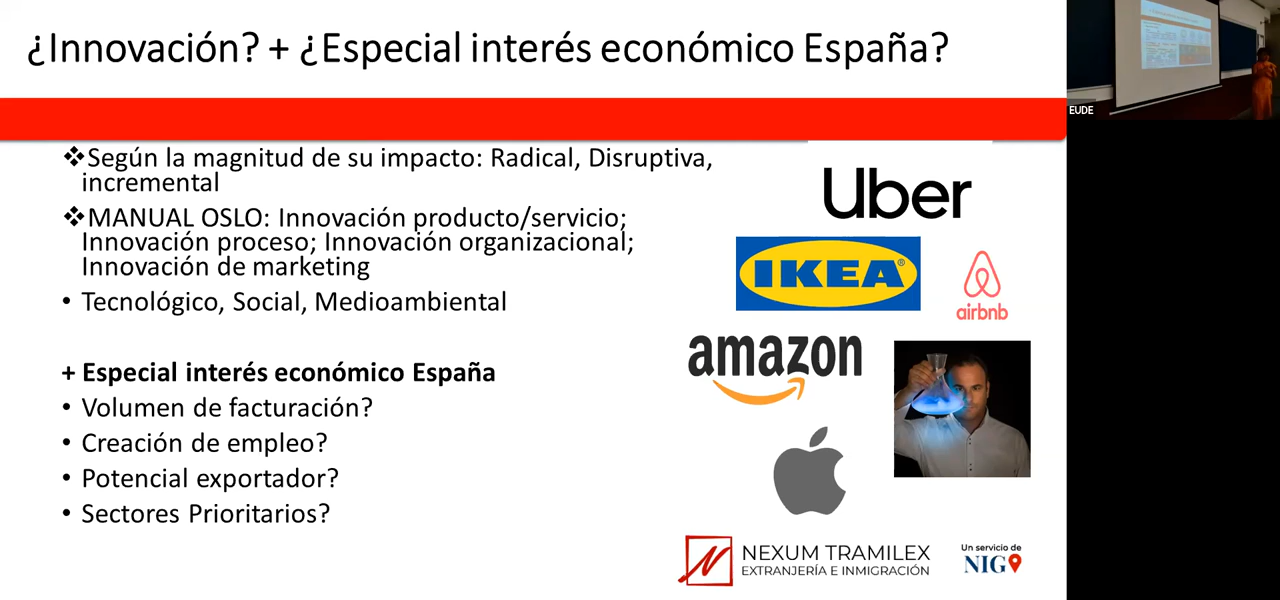 ¿Innovación? + ¿Especial interés económico España?
EUDE
❖Según la magnitud de su impacto: Radical, Disruptiva,
incremental
❖MANUAL OSLO: Innovación producto/servicio;
Innovación proceso; Innovación organizacional;
Innovación de marketing
• Tecnológico, Social, Medioambiental
+ Especial interés económico España
• Volumen de facturación?
• Creación de empleo?
• Potencial exportador?
• Sectores Prioritarios?
Uber
IKEA®
airbnb
amazon
N NEXUM TRAMILEX
EXTRANJERÍA E INMIGRACIÓN
Un servicio de
NIGO